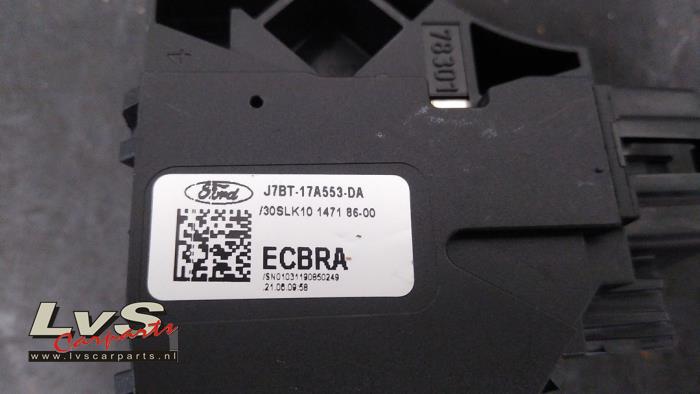 4
78301
Ford
J7BT-17A553-DA
/30SLK10 1471 86-00
ECBRA
/SN01031190850249
.21.06.09:58
LvS
Carparts
www.lvscarparts.nl